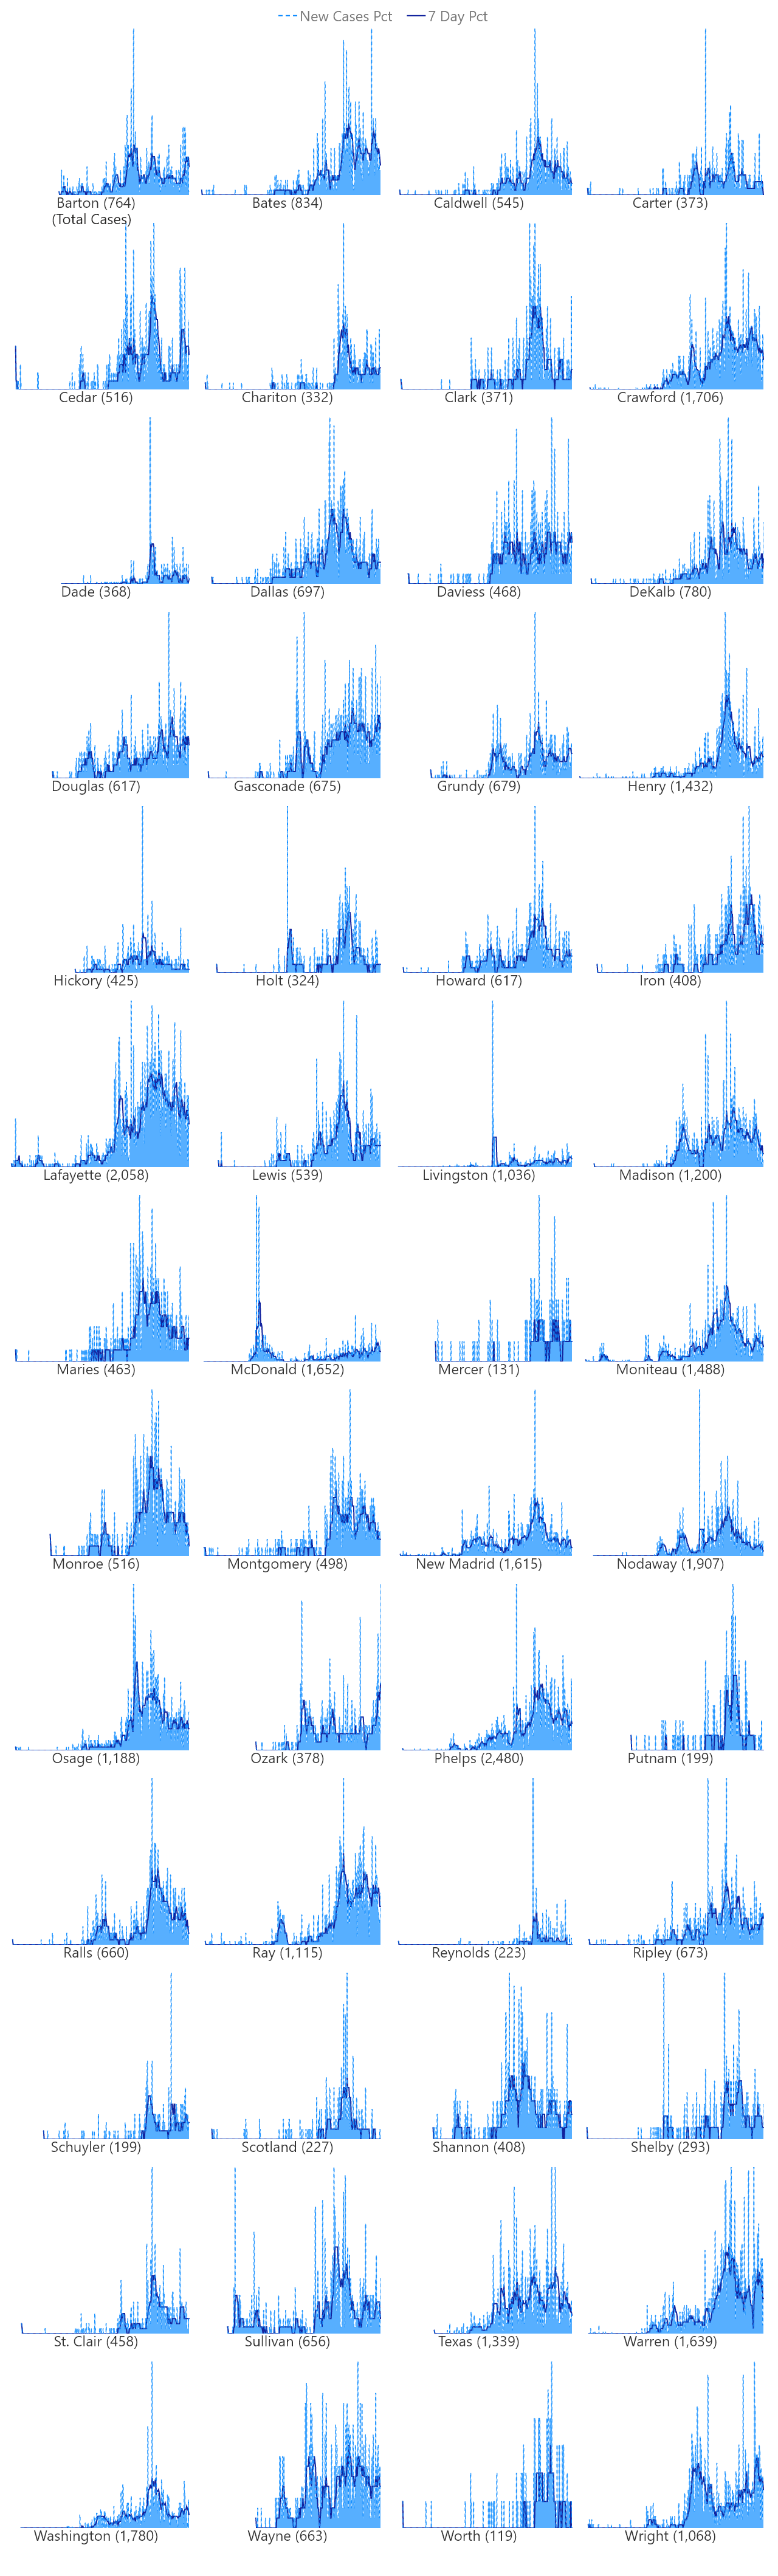 New Cases Pct 7 Day Pct
Barton (764) Bates (834) Caldwell (545) Carter (373)
(Total Cases)
Cedar (516) Chariton (332) Clark (371) Crawford (1,706)
Dade (368) Dallas (697) Daviess (468) DeKalb (780)
Douglas (617) Gasconade (675) Grundy (679) Henry (1,432)
Hickory (425) Holt (324) Howard (617) Iron (408)
Lafayette (2,058) Lewis (539) Livingston (1,036) Madison (1,200)
Maries (463) McDonald (1,652) Mercer (131) Moniteau (1,488)
Monroe (516) Montgomery (498) New Madrid (1,615) Nodaway (1,907)
Osage (1,188) Ozark (378) Phelps (2,480) Putnam (199)
Ralls (660) Ray (1,115) Reynolds (223) Ripley (673)
Schuyler (199) Scotland (227) Shannon (408) Shelby (293)
St. Clair (458) Sullivan (656) Texas (1,339) Warren (1,639)
Washington (1,780) Wayne (663) Worth (119) Wright (1,068)